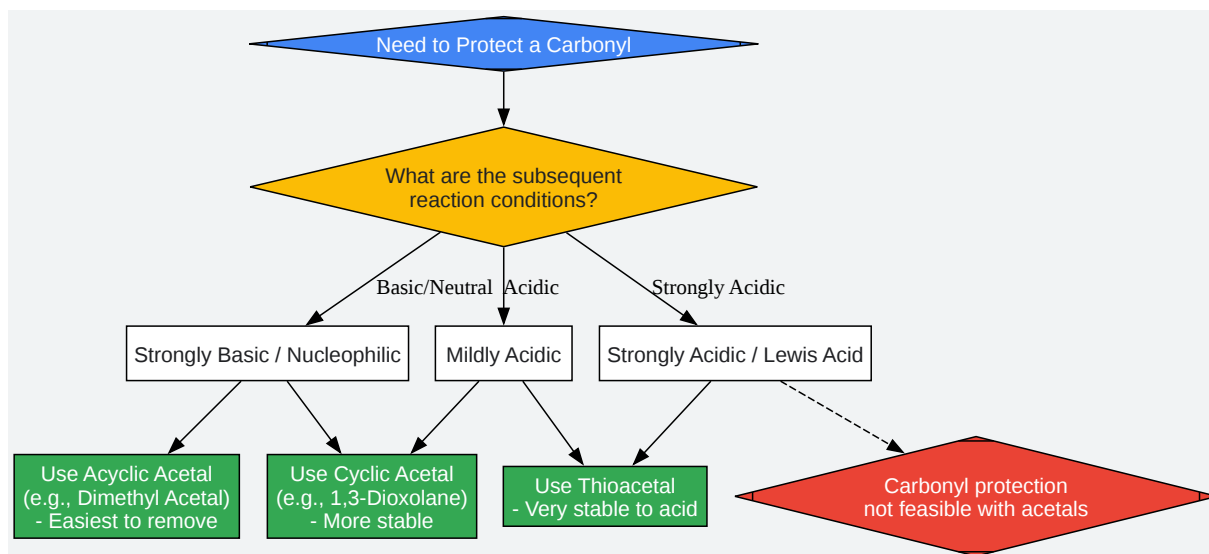 Need to Protect a Carbonyl
What are the subsequent
reaction conditions?
Basic/Neutral
Acidic
Strongly Acidic
Strongly Basic / Nucleophilic
Mildly Acidic
Strongly Acidic / Lewis Acid
Use Acyclic Acetal
(e.g., Dimethyl Acetal)
- Easiest to remove
Use Cyclic Acetal
(e.g., 1,3-Dioxolane)
- More stable
Use Thioacetal
- Very stable to acid
Carbonyl protection
not feasible with acetals